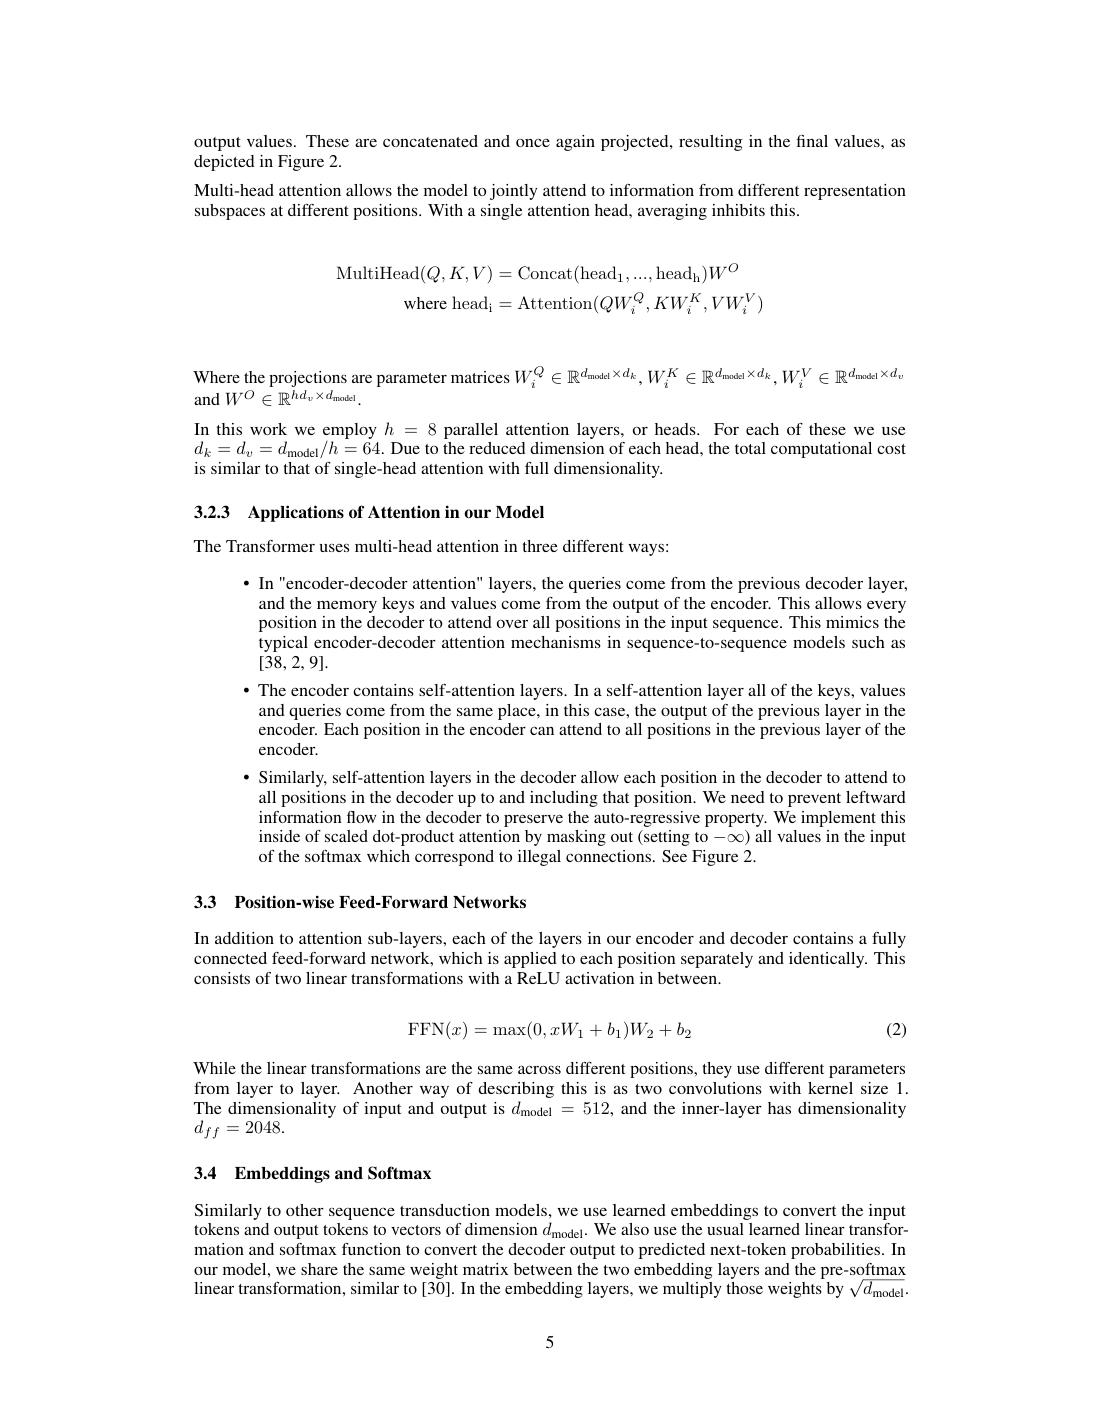 output values. These are concatenated and once again projected, resulting in the final values, as
depicted in Figure 2.
Multi-head attention allows the model to jointly attend to information from different representation
subspaces at different positions. With a single attention head, averaging inhibits this.
MultiHead(Q, K, V) = Concat(head₁, ..., headₕ)W^O
where headᵢ = Attention(QW_i^Q, KW_i^K, VW_i^V)
Where the projections are parameter matrices W_i^Q ∈ ℝ^{d_model×d_k}, W_i^K ∈ ℝ^{d_model×d_k}, W_i^V ∈ ℝ^{d_model×d_v}
and W^O ∈ ℝ^{hd_v×d_model}.
In this work we employ h = 8 parallel attention layers, or heads. For each of these we use
d_k = d_v = d_model/h = 64. Due to the reduced dimension of each head, the total computational cost
is similar to that of single-head attention with full dimensionality.
3.2.3 Applications of Attention in our Model
The Transformer uses multi-head attention in three different ways:
• In "encoder-decoder attention" layers, the queries come from the previous decoder layer,
and the memory keys and values come from the output of the encoder. This allows every
position in the decoder to attend over all positions in the input sequence. This mimics the
typical encoder-decoder attention mechanisms in sequence-to-sequence models such as
[38, 2, 9].
• The encoder contains self-attention layers. In a self-attention layer all of the keys, values
and queries come from the same place, in this case, the output of the previous layer in the
encoder. Each position in the encoder can attend to all positions in the previous layer of the
encoder.
• Similarly, self-attention layers in the decoder allow each position in the decoder to attend to
all positions in the decoder up to and including that position. We need to prevent leftward
information flow in the decoder to preserve the auto-regressive property. We implement this
inside of scaled dot-product attention by masking out (setting to −∞) all values in the input
of the softmax which correspond to illegal connections. See Figure 2.
3.3 Position-wise Feed-Forward Networks
In addition to attention sub-layers, each of the layers in our encoder and decoder contains a fully
connected feed-forward network, which is applied to each position separately and identically. This
consists of two linear transformations with a ReLU activation in between.
FFN(x) = max(0, xW₁ + b₁)W₂ + b₂ (2)
While the linear transformations are the same across different positions, they use different parameters
from layer to layer. Another way of describing this is as two convolutions with kernel size 1.
The dimensionality of input and output is d_model = 512, and the inner-layer has dimensionality
d_ff = 2048.
3.4 Embeddings and Softmax
Similarly to other sequence transduction models, we use learned embeddings to convert the input
tokens and output tokens to vectors of dimension d_model. We also use the usual learned linear transfor-
mation and softmax function to convert the decoder output to predicted next-token probabilities. In
our model, we share the same weight matrix between the two embedding layers and the pre-softmax
linear transformation, similar to [30]. In the embedding layers, we multiply those weights by √d_model.
5